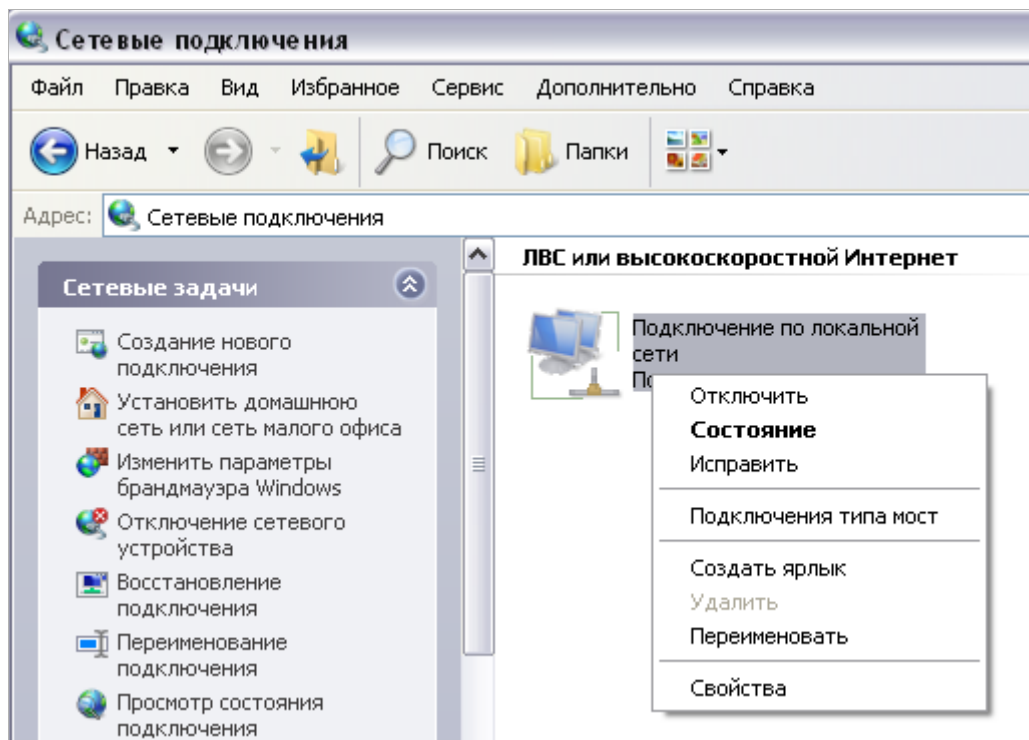 Сетевые подключения
Файл Правка Вид Избранное Сервис Дополнительно Справка
Назад Поиск Папки
Адрес: Сетевые подключения
Сетевые задачи
Создание нового
подключения
Установить домашнюю
сеть или сеть малого офиса
Изменить параметры
брандмауэра Windows
Отключение сетевого
устройства
Восстановление
подключения
Переименование
подключения
Просмотр состояния
подключения
ЛВС или высокоскоростной Интернет
Подключение по локальной
сети
Отключить
Состояние
Исправить
Подключения типа мост
Создать ярлык
Удалить
Переименовать
Свойства